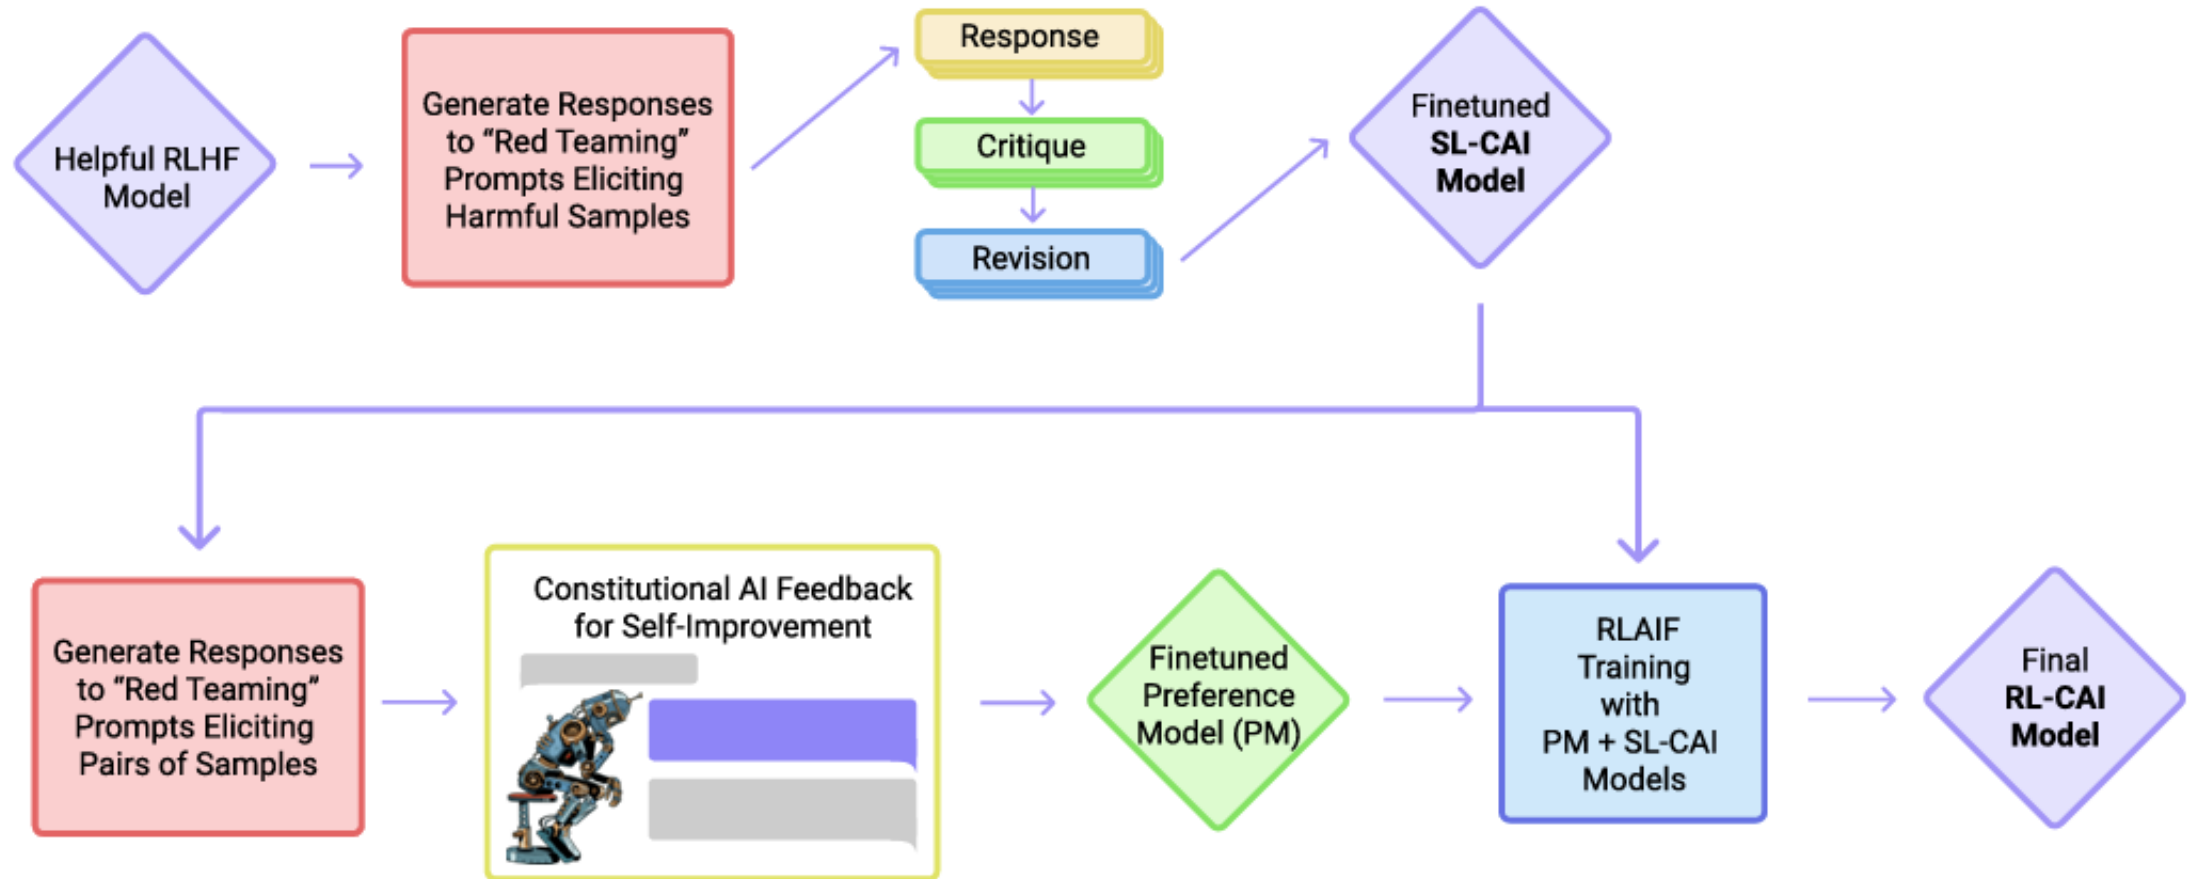 Helpful RLHF
Model
Generate Responses
to “Red Teaming”
Prompts Eliciting
Harmful Samples
Response
Critique
Revision
Finetuned
SL-CAI
Model
Generate Responses
to “Red Teaming”
Prompts Eliciting
Pairs of Samples
Constitutional AI Feedback
for Self-Improvement
Finetuned
Preference
Model (PM)
RLAIF
Training
with
PM + SL-CAI
Models
Final
RL-CAI
Model